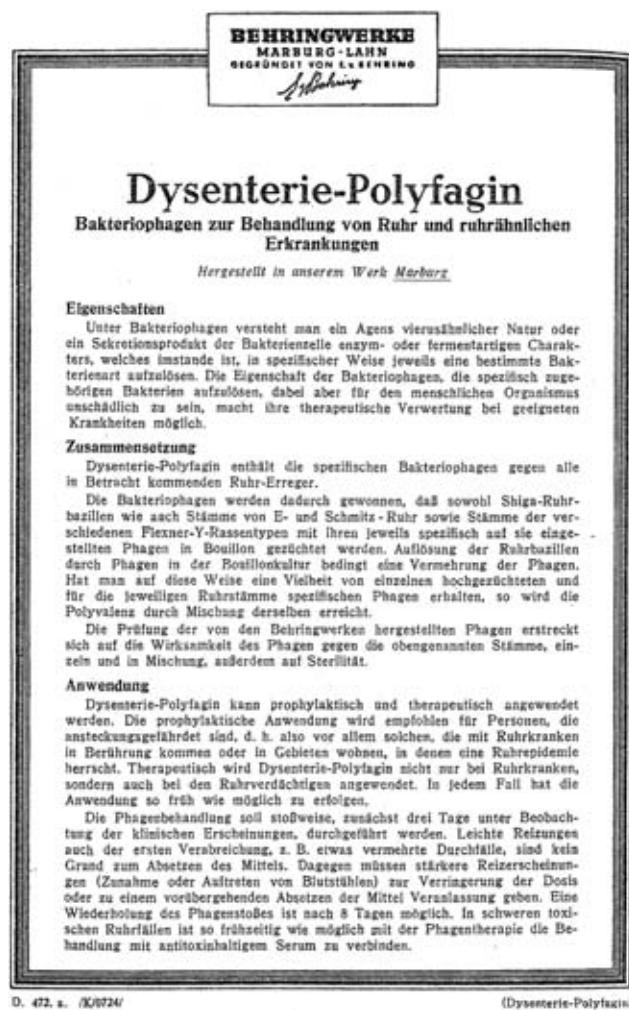 BEHRINGWERKE
MARBURG-LAHN
GEGRÜNDET VON E.v. BEHRING
Dysenterie-Polyfagin
Bakteriophagen zur Behandlung von Ruhr und ruhrähnlichen
Erkrankungen
Hergestellt in unserem Werk Marburg
Eigenschaften
Unter Bakteriophagen versteht man ein Agens vierusähnlicher Natur oder
ein Sekretionsprodukt der Bakterienzelle enzym- oder fermentartigen Charak-
ters, welches imstande ist, in spezifischer Weise jeweils eine bestimmte Bak-
terienart aufzulösen. Die Eigenschaft der Bakteriophagen, die spezifisch zuge-
hörigen Bakterien aufzulösen, dabei aber für den menschlichen Organismus
unschädlich zu sein, macht ihre therapeutische Verwertung bei geeigneten
Krankheiten möglich.
Zusammensetzung
Dysenterie-Polyfagin enthält die spezifischen Bakteriophagen gegen alle
in Betracht kommenden Ruhr-Erreger.
Die Bakteriophagen werden dadurch gewonnen, daß sowohl Shiga-Ruhr-
bazillen wie auch Stämme von E- und Schmitz-Ruhr sowie Stämme der ver-
schiedenen Flexner-Y-Rassentypen mit ihren jeweils spezifisch auf sie einge-
stellten Phagen in Bouillon gezüchtet werden. Auflösung der Ruhrbazillen
durch Phagen in der Bouillonkultur bedingt eine Vermehrung der Phagen.
Hat man auf diese Weise eine Vielheit von einzelnen hochgezüchteten und
für die jeweiligen Ruhrstämme spezifischen Phagen erhalten, so wird die
Polyvalenz durch Mischung derselben erreicht.
Die Prüfung der von den Behringwerken hergestellten Phagen erstreckt
sich auf die Wirksamkeit des Phagen gegen die obengenannten Stämme, ein-
zeln und in Mischung, außerdem auf Sterilität.
Anwendung
Dysenterie-Polyfagin kann prophylaktisch und therapeutisch angewendet
werden. Die prophylaktische Anwendung wird empfohlen für Personen, die
ansteckungsgefährdet sind, d. h. also vor allem solchen, die mit Ruhrkranken
in Berührung kommen oder in Gebieten wohnen, in denen eine Ruhrepidemie
herrscht. Therapeutisch wird Dysenterie-Polyfagin nicht nur bei Ruhrkranken,
sondern auch bei den Ruhrverdächtigen angewendet. In jedem Fall hat die
Anwendung so früh wie möglich zu erfolgen.
Die Phagenbehandlung soll stoßweise, zunächst drei Tage unter Beobach-
tung der klinischen Erscheinungen, durchgeführt werden. Leichte Reizungen
auch der ersten Verabreichung, z. B. etwas vermehrte Durchfälle, sind kein
Grund zum Absetzen des Mittels. Dagegen müssen stärkere Reizerscheinun-
gen (Zunahme oder Auftreten von Blutstühlen) zur Verringerung der Dosis
oder zu einem vorübergehenden Absetzen der Mittel Veranlassung geben. Eine
Wiederholung des Phagenstoßes ist nach 8 Tagen möglich. In schweren toxi-
schen Ruhrfällen ist so frühzeitig wie möglich mit der Phagentherapie die Be-
handlung mit antitoxinhaltigem Serum zu verbinden.
D. 472. a. /K/0724/
(Dysenterie-Polyfagin)